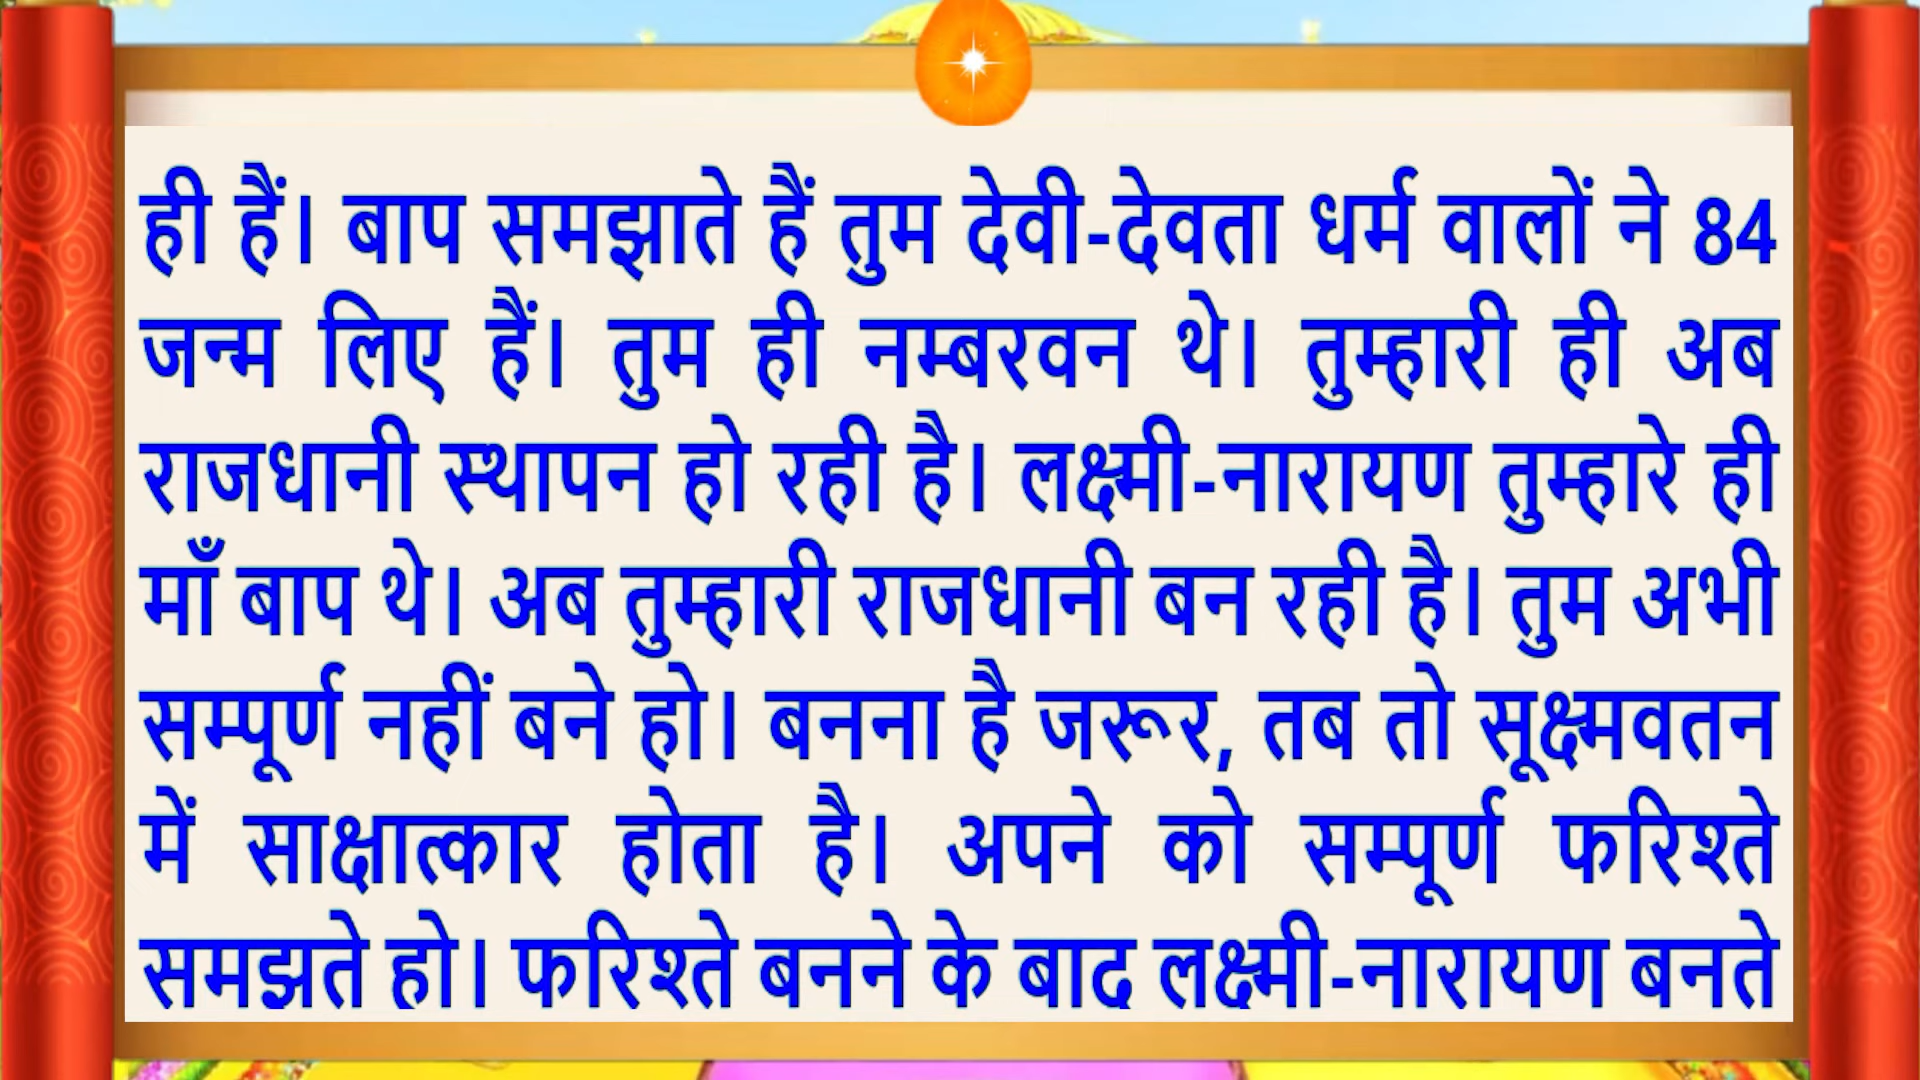 ही हैं। बाप समझाते हैं तुम देवी-देवता धर्म वालों ने 84
जन्म लिए हैं। तुम ही नम्बरवन थे। तुम्हारी ही अब
राजधानी स्थापन हो रही है। लक्ष्मी-नारायण तुम्हारे ही
माँ बाप थे। अब तुम्हारी राजधानी बन रही है। तुम अभी
सम्पूर्ण नहीं बने हो। बनना है जरूर, तब तो सूक्ष्मवतन
में साक्षात्कार होता है। अपने को सम्पूर्ण फरिश्ते
समझते हो। फरिश्ते बनने के बाद लक्ष्मी-नारायण बनते